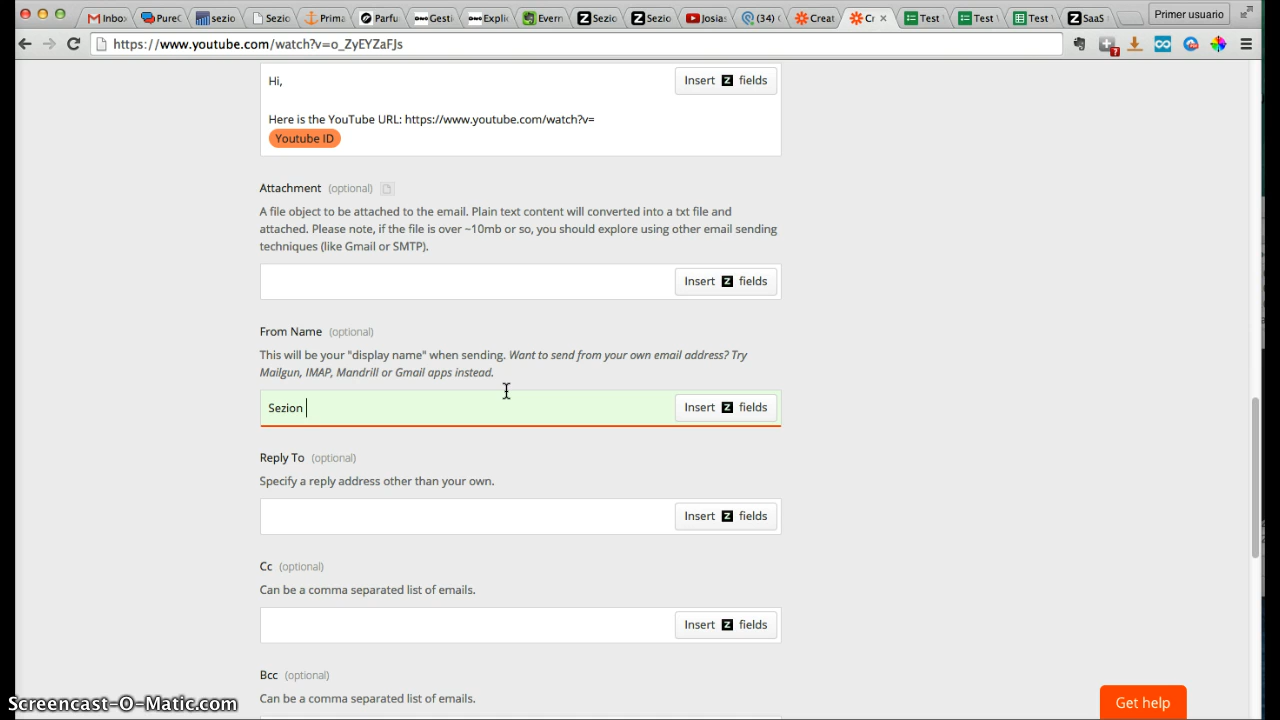 Inbo
PureC
sezio
Sezio
Prima
Parfu
Gesti
Explic
Evern
Sezio
Sezio
Josias
(34)
Creat
Cr
Test
Test
Test
SaaS
Primer usuario
https://www.youtube.com/watch?v=o_ZyEYZaFJs
Hi,
Insert Z fields
Here is the YouTube URL: https://www.youtube.com/watch?v=
Youtube ID
Attachment (optional)
A file object to be attached to the email. Plain text content will converted into a txt file and
attached. Please note, if the file is over ~10mb or so, you should explore using other email sending
techniques (like Gmail or SMTP).
Insert Z fields
From Name (optional)
This will be your "display name" when sending. Want to send from your own email address? Try
Mailgun, IMAP, Mandrill or Gmail apps instead.
Sezion
Insert Z fields
Reply To (optional)
Specify a reply address other than your own.
Insert Z fields
Cc (optional)
Can be a comma separated list of emails.
Insert Z fields
Bcc (optional)
Can be a comma separated list of emails.
Get help
Screencast-O-Matic.com